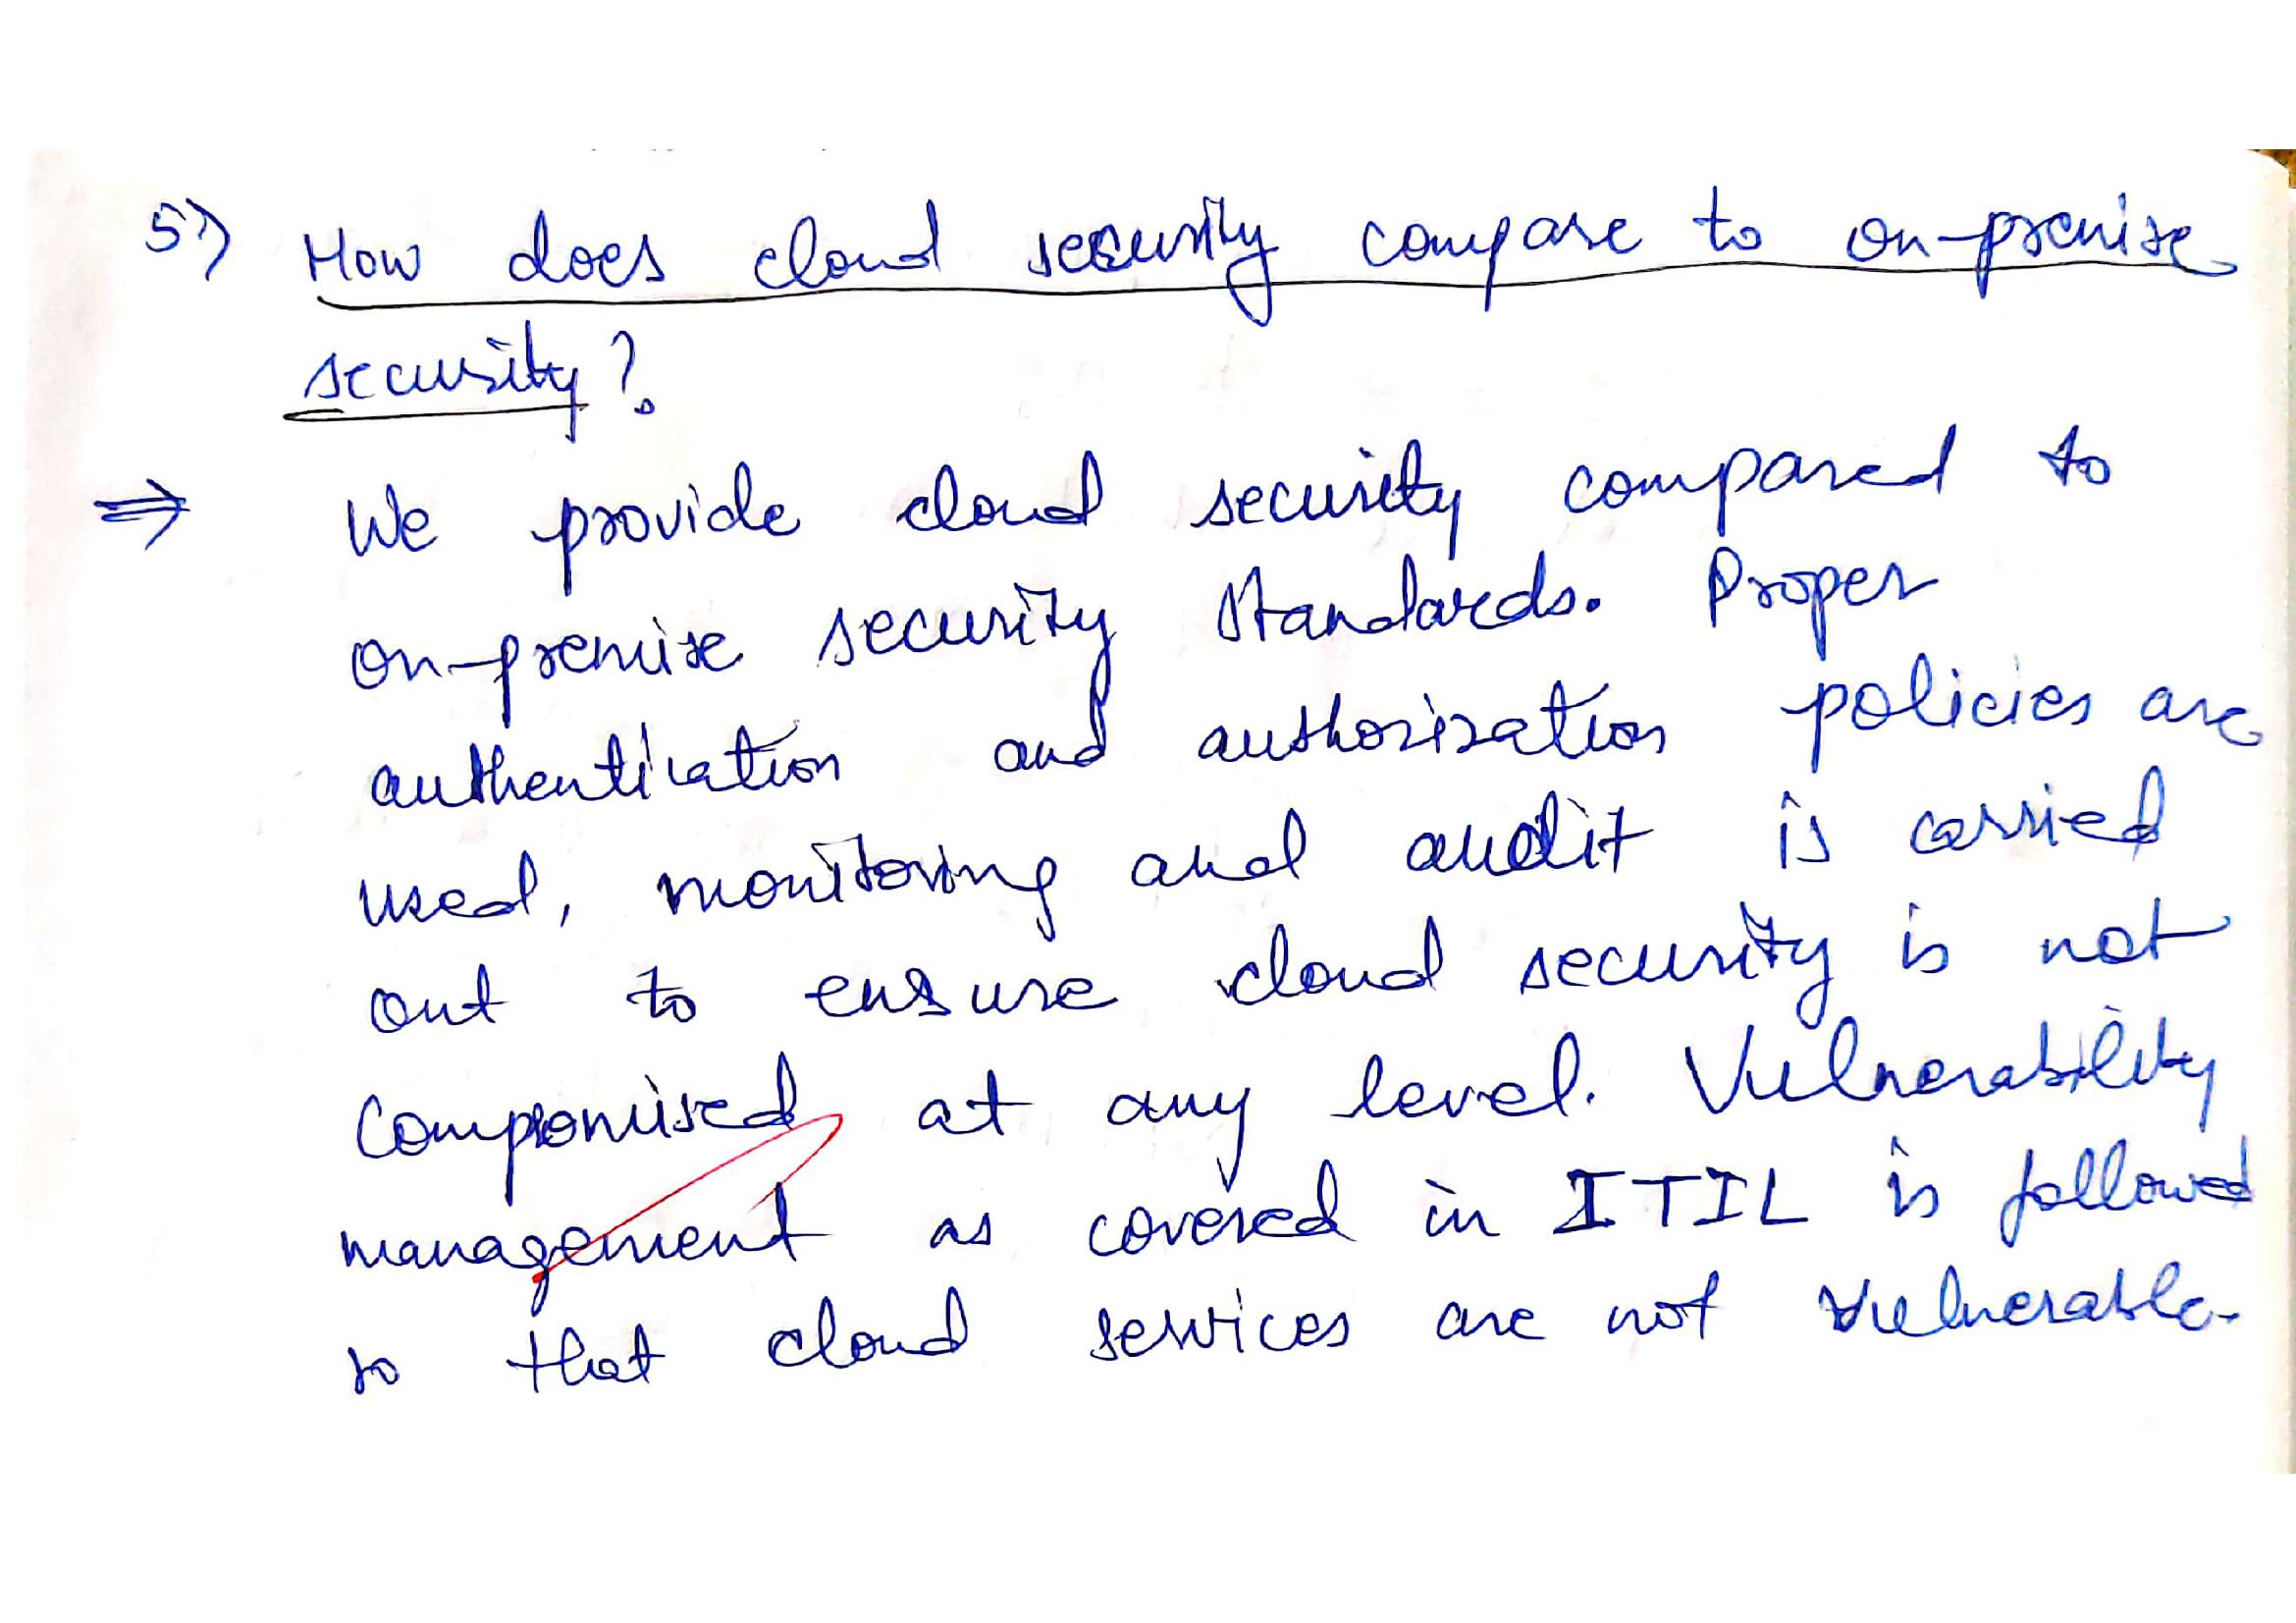 5) How does cloud security compare to on-premise
security?
⇒ We provide cloud security compared to
on-premise security standards. Proper
authentication and authorisation policies are
used, monitoring and audit is carried
out to ensure cloud security is not
compromised at any level. Vulnerability
management as covered in ITIL is followed
so that cloud services are not vulnerable.